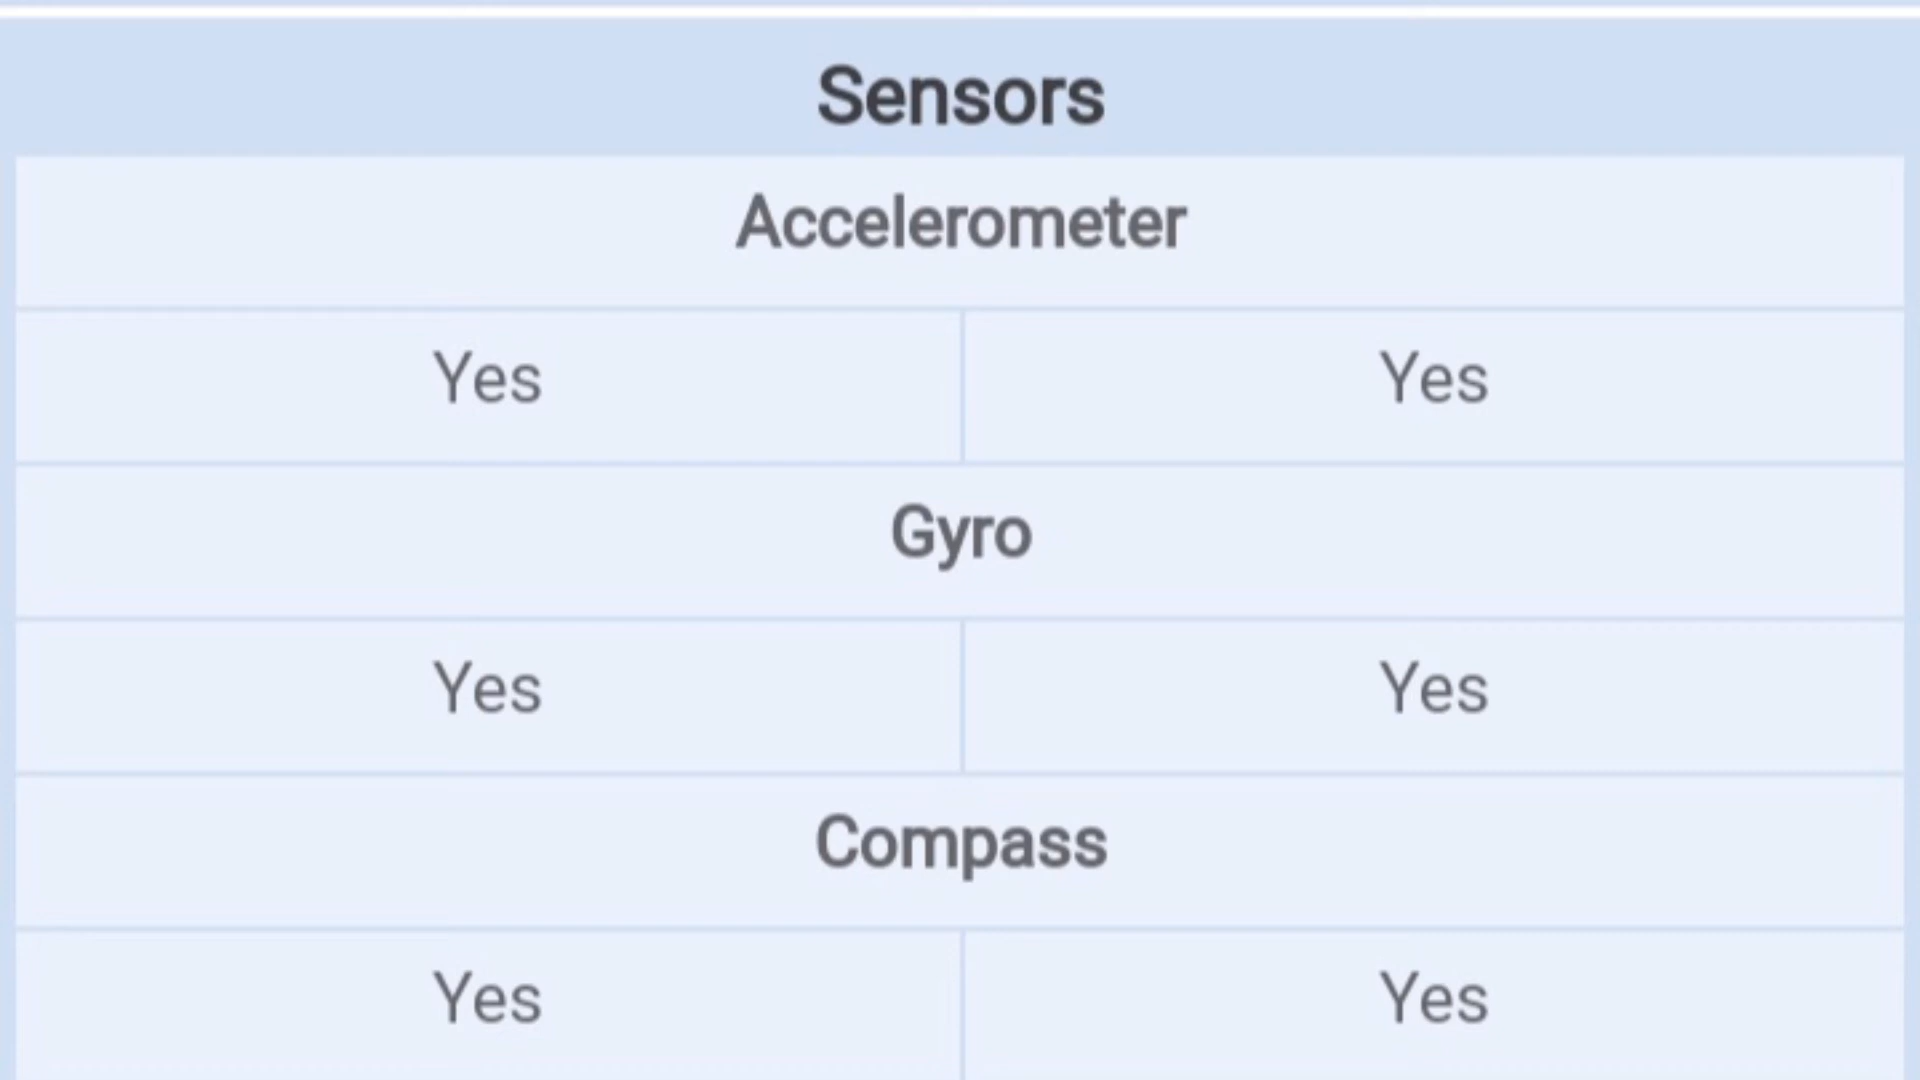 Sensors
Accelerometer
Yes Yes
Gyro
Yes Yes
Compass
Yes Yes